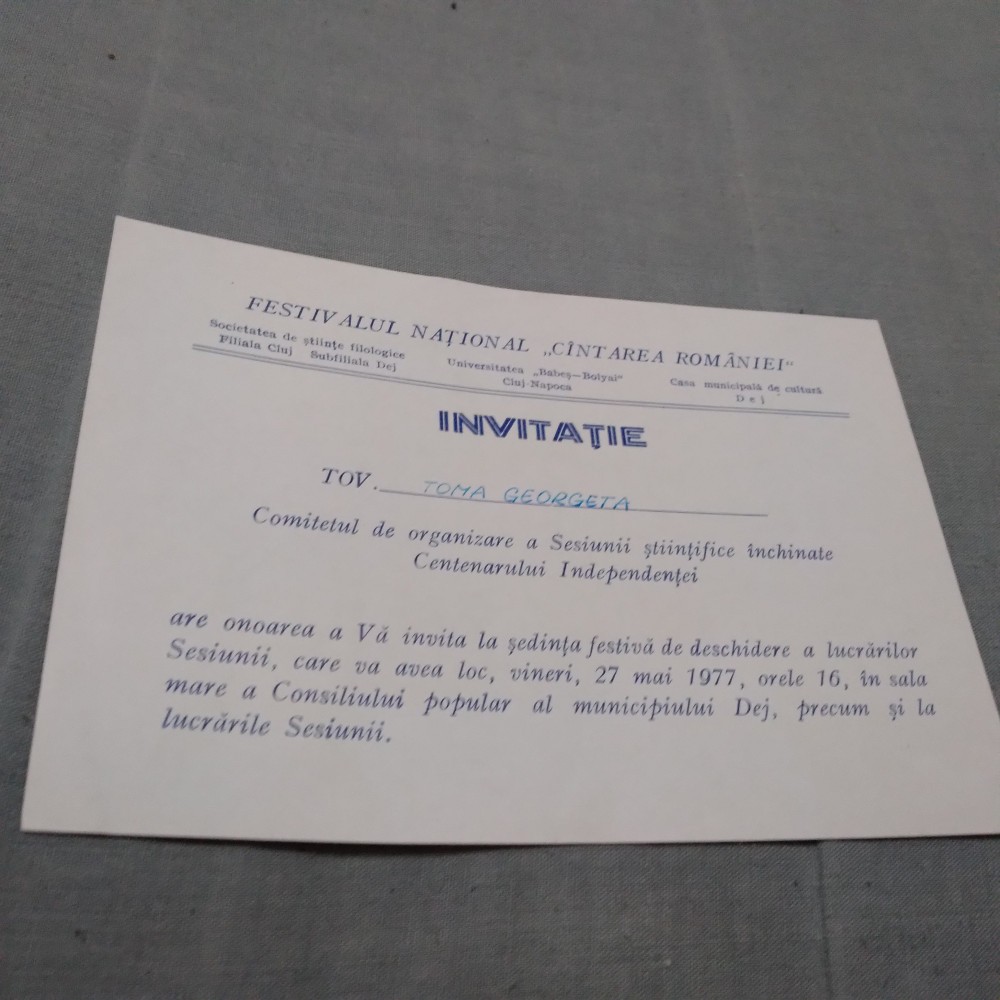 FESTIVALUL NAȚIONAL „CÎNTAREA ROMÂNIEI“
Societatea de științe filologice
Filiala Cluj Subfiliala Dej
Universitatea „Babeș—Bolyai“
Cluj-Napoca
Casa municipală de cultură
Dej
INVITAȚIE
TOV. TOMA GEORGETA
Comitetul de organizare a Sesiunii științifice închinate
Centenarului Independenței
are onoarea a Vă invita la ședința festivă de deschidere a lucrărilor
Sesiunii, care va avea loc, vineri, 27 mai 1977, orele 16, în sala
mare a Consiliului popular al municipiului Dej, precum și la
lucrările Sesiunii.